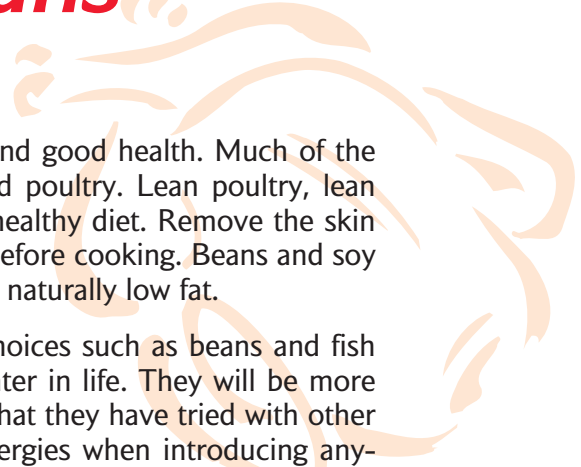 ans
nd good health. Much of the
d poultry. Lean poultry, lean
healthy diet. Remove the skin
efore cooking. Beans and soy
naturally low fat.
hoices such as beans and fish
ter in life. They will be more
hat they have tried with other
ergies when introducing any-